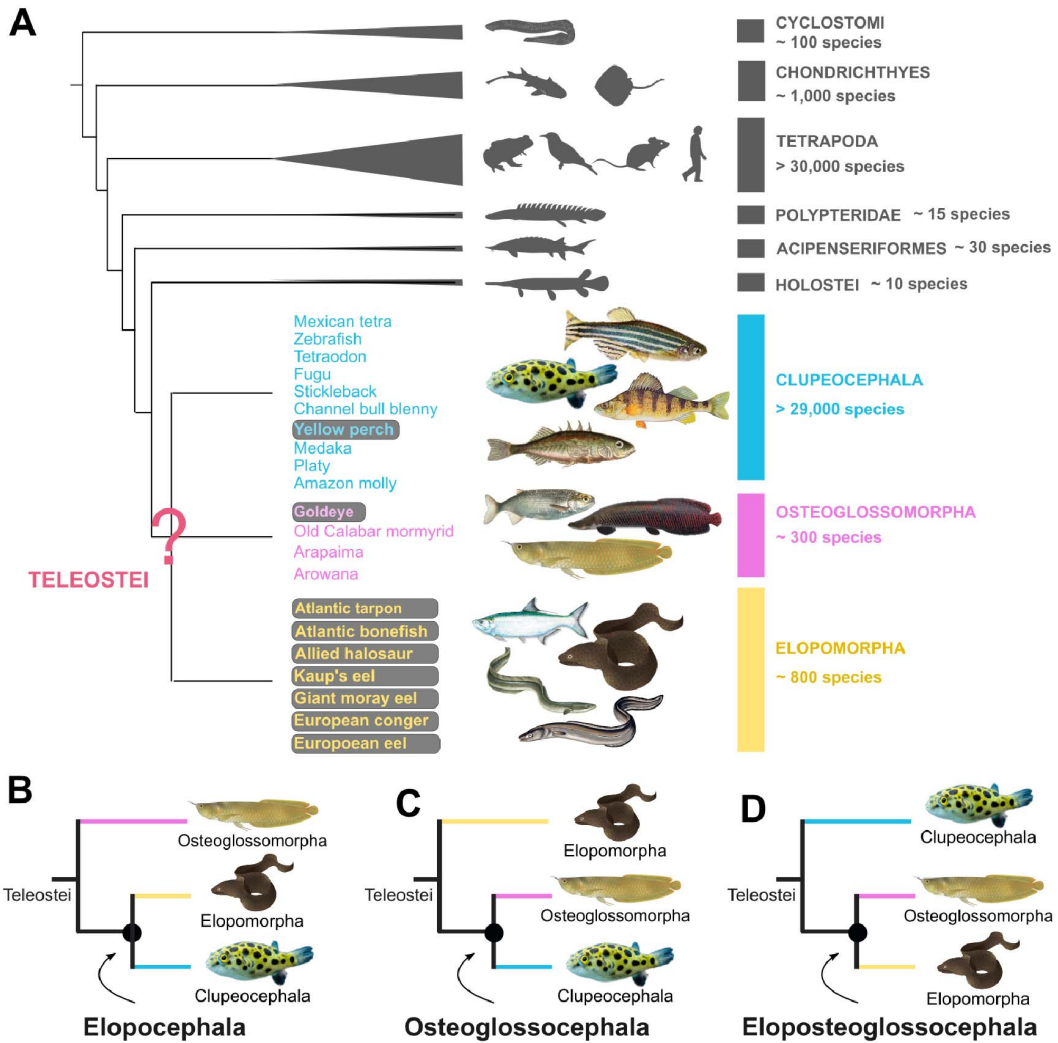 A
CYCLOSTOMI
~ 100 species
CHONDRICHTHYES
~ 1,000 species
TETRAPODA
> 30,000 species
POLYPTERIDAE ~ 15 species
ACIPENSERIFORMES ~ 30 species
HOLOSTEI ~ 10 species
Mexican tetra
Zebrafish
Tetraodon
Fugu
Stickleback
Channel bull blenny
Yellow perch
Medaka
Platy
Amazon molly
CLUPEOCEPHALA
> 29,000 species
Goldeye
Old Calabar mormyrid
Arapaima
Arowana
OSTEOGLOSSOMORPHA
~ 300 species
?
TELEOSTEI
Atlantic tarpon
Atlantic bonefish
Allied halosaur
Kaup's eel
Giant moray eel
European conger
Europoean eel
ELOPOMORPHA
~ 800 species
B
Osteoglossomorpha
Teleostei
Elopomorpha
Clupeocephala
Elopocephala
C
Elopomorpha
Teleostei
Osteoglossomorpha
Clupeocephala
Osteoglossocephala
D
Clupeocephala
Teleostei
Osteoglossomorpha
Elopomorpha
Eloposteoglossocephala